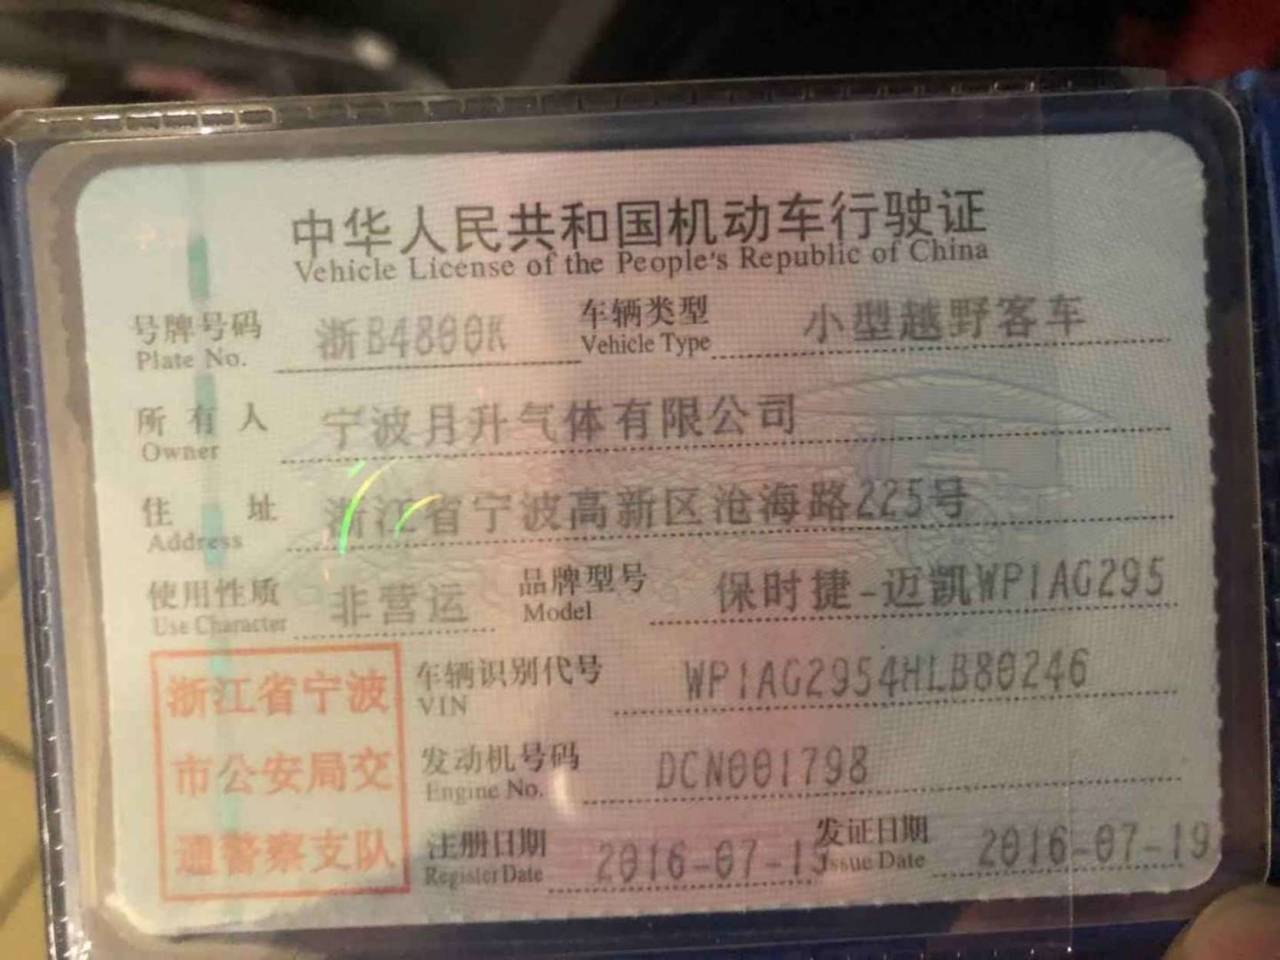 中华人民共和国机动车行驶证
Vehicle License of the People's Republic of China
号牌号码 浙B4800K 车辆类型 小型越野客车
Plate No. Vehicle Type
所有人 宁波月升气体有限公司
Owner
住址 浙江省宁波高新区沧海路225号
Address
使用性质 非营运 品牌型号 保时捷-迈凯WP1AG295
Use Character Model
浙江省宁波
市公安局交
通警察支队
车辆识别代号 WP1AG2954HLB80246
VIN
发动机号码 DCN001798
Engine No.
注册日期 发证日期 2016-07-19
Register Date Issue Date